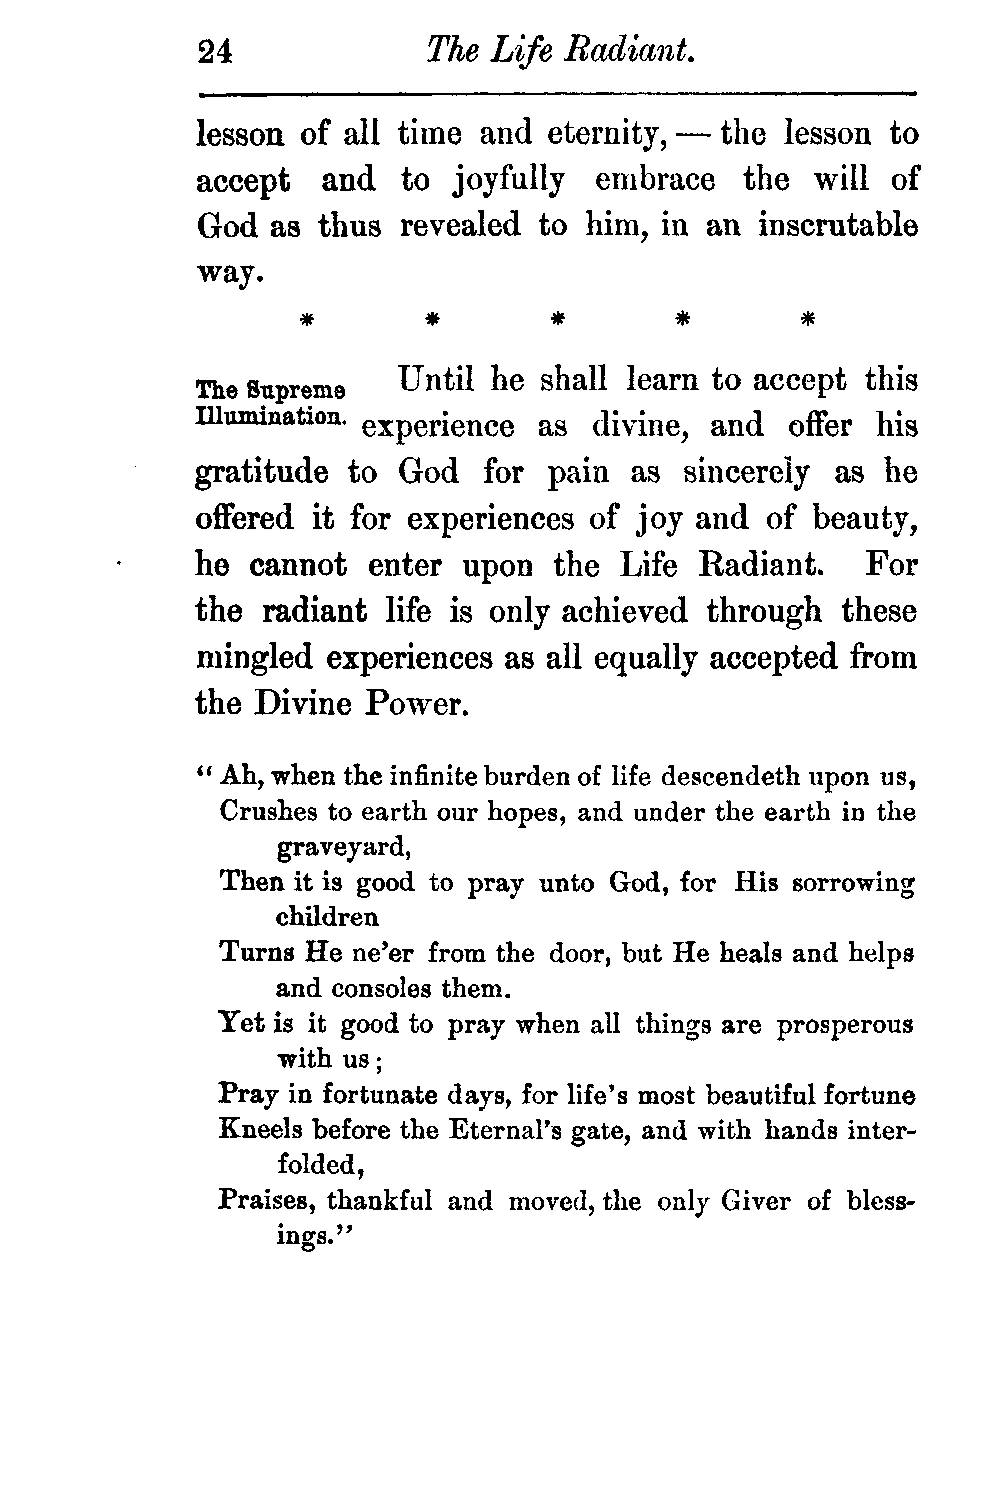 24 The Life Radiant.
lesson of all time and eternity, — the lesson to
accept and to joyfully embrace the will of
God as thus revealed to him, in an inscrutable
way.
* * * * *
The Supreme
Illumination.
Until he shall learn to accept this
experience as divine, and offer his
gratitude to God for pain as sincerely as he
offered it for experiences of joy and of beauty,
he cannot enter upon the Life Radiant. For
the radiant life is only achieved through these
mingled experiences as all equally accepted from
the Divine Power.
“ Ah, when the infinite burden of life descendeth upon us,
Crushes to earth our hopes, and under the earth in the
graveyard,
Then it is good to pray unto God, for His sorrowing
children
Turns He ne’er from the door, but He heals and helps
and consoles them.
Yet is it good to pray when all things are prosperous
with us ;
Pray in fortunate days, for life’s most beautiful fortune
Kneels before the Eternal’s gate, and with hands inter-
folded,
Praises, thankful and moved, the only Giver of bless-
ings.”